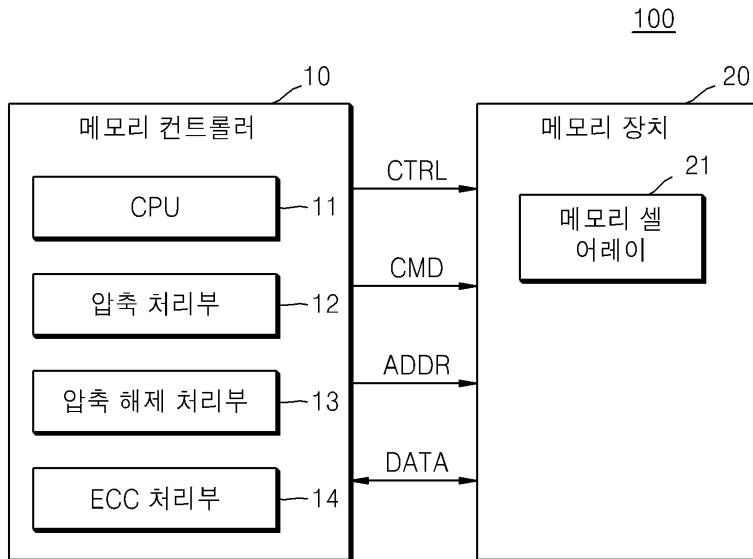 100
10
20
메모리 컨트롤러
메모리 장치
CTRL
21
CPU
11
메모리 셀
어레이
CMD
압축 처리부
12
ADDR
압축 해제 처리부
13
DATA
ECC 처리부
14